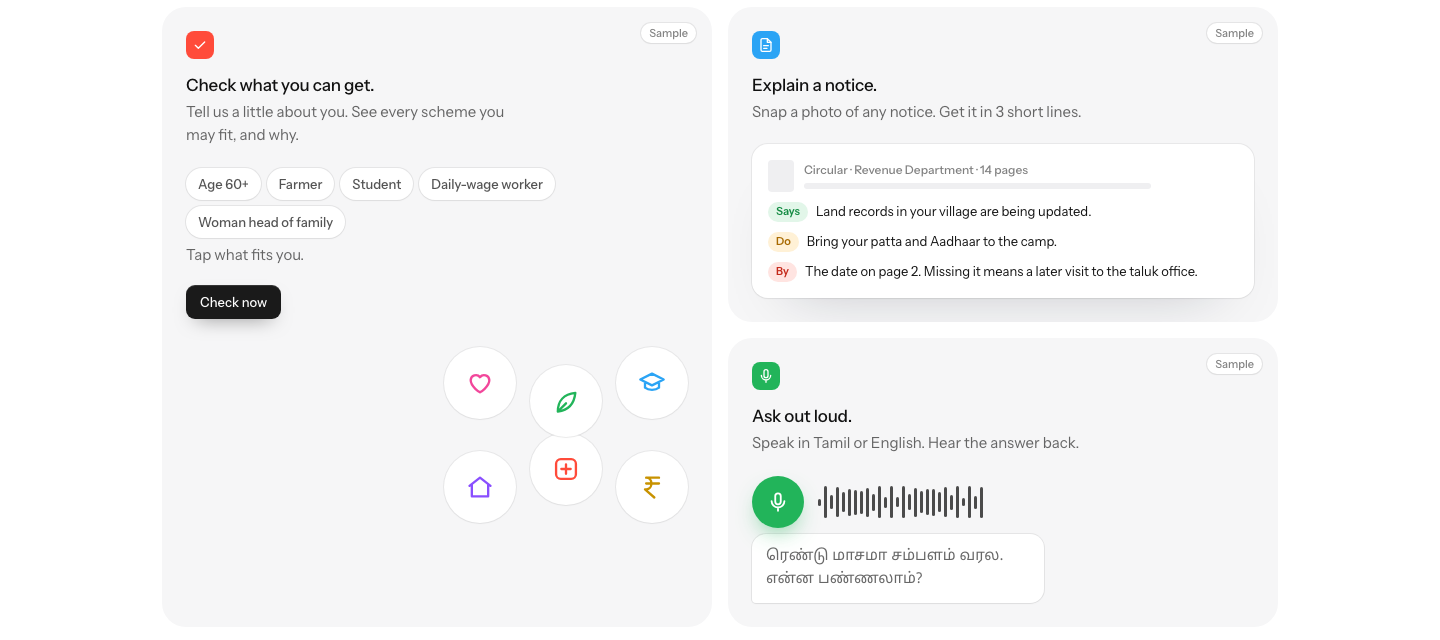 Sample
Check what you can get.
Tell us a little about you. See every scheme you
may fit, and why.
Age 60+ Farmer Student Daily-wage worker
Woman head of family
Tap what fits you.
Check now
Sample
Explain a notice.
Snap a photo of any notice. Get it in 3 short lines.
Circular · Revenue Department · 14 pages
Says Land records in your village are being updated.
Do Bring your patta and Aadhaar to the camp.
By The date on page 2. Missing it means a later visit to the taluk office.
Sample
Ask out loud.
Speak in Tamil or English. Hear the answer back.
ரெண்டு மாசமா சம்பளம் வரல.
என்ன பண்ணலாம்?